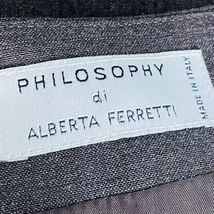 PHILOSOPHY
di
ALBERTA FERRETTI
MADE IN ITALY